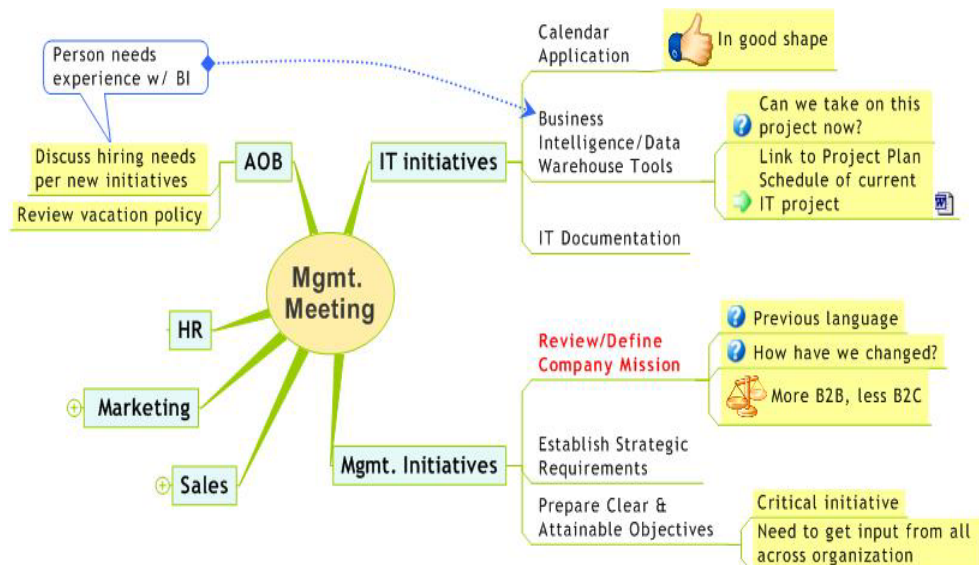 Person needs
experience w/ BI
Discuss hiring needs
per new initiatives
Review vacation policy
AOB
HR
Marketing
Sales
Mgmt.
Meeting
IT initiatives
Calendar
Application
In good shape
Business
Intelligence/Data
Warehouse Tools
Can we take on this
project now?
Link to Project Plan
Schedule of current
IT project
IT Documentation
Mgmt. Initiatives
Review/Define
Company Mission
Previous language
How have we changed?
More B2B, less B2C
Establish Strategic
Requirements
Prepare Clear &
Attainable Objectives
Critical initiative
Need to get input from all
across organization